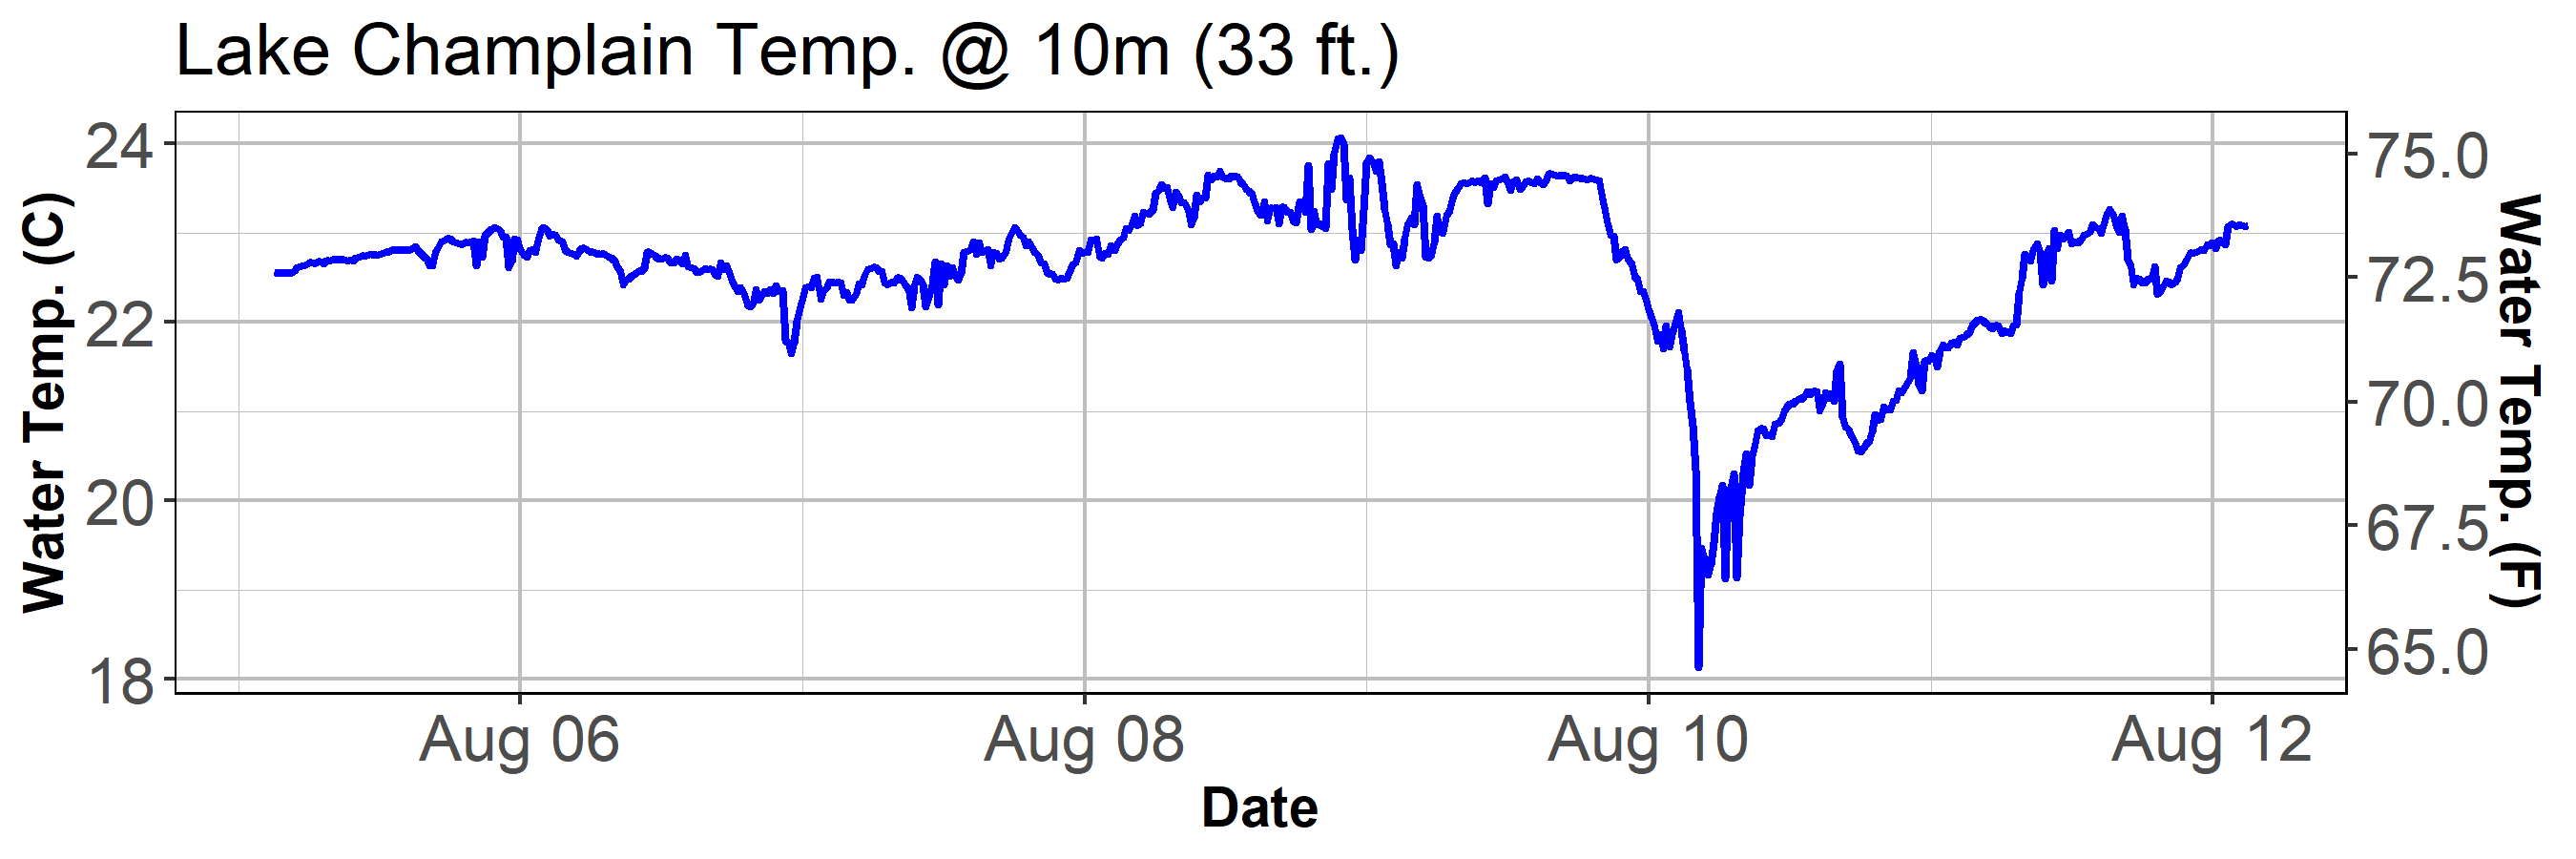 Lake Champlain Temp. @ 10m (33 ft.)
Water Temp. (C)
24
22
20
18
75.0
72.5
70.0
67.5
65.0
Water Temp. (F)
Aug 06 Aug 08 Aug 10 Aug 12
Date